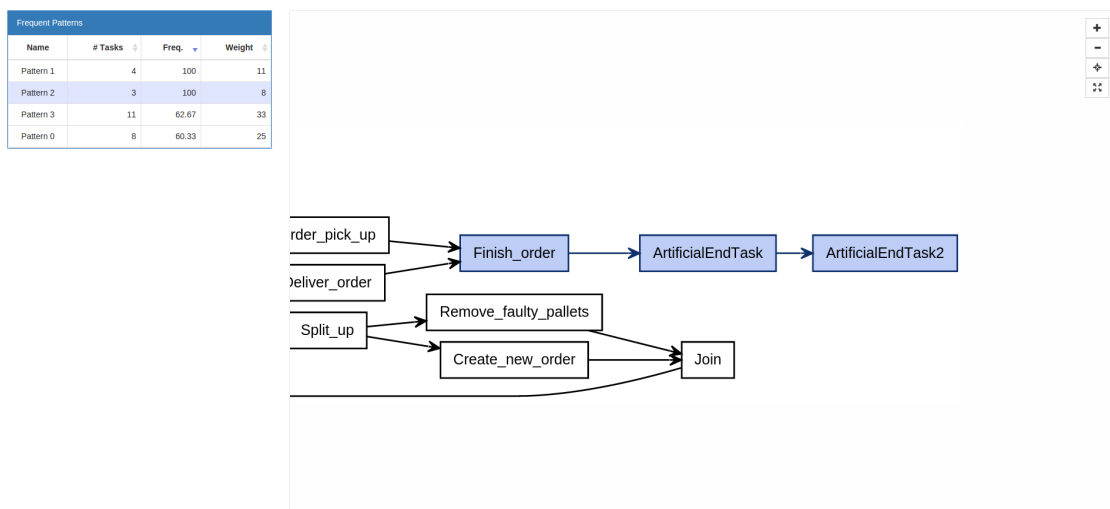 Frequent Patterns
Name # Tasks Freq. Weight
Pattern 1 4 100 11
Pattern 2 3 100 8
Pattern 3 11 62.67 33
Pattern 0 8 60.33 25
rder_pick_up
Finish_order
ArtificialEndTask
ArtificialEndTask2
Deliver_order
Remove_faulty_pallets
Split_up
Create_new_order
Join